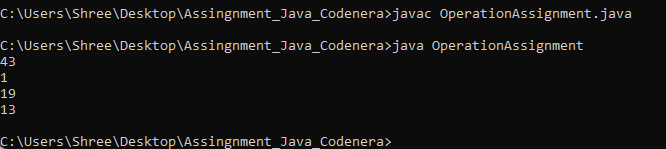 C:\Users\Shree\Desktop\Assingnment_Java_Codenera>javac OperationAssignment.java
C:\Users\Shree\Desktop\Assingnment_Java_Codenera>java OperationAssignment
43
1
19
13
C:\Users\Shree\Desktop\Assingnment_Java_Codenera>